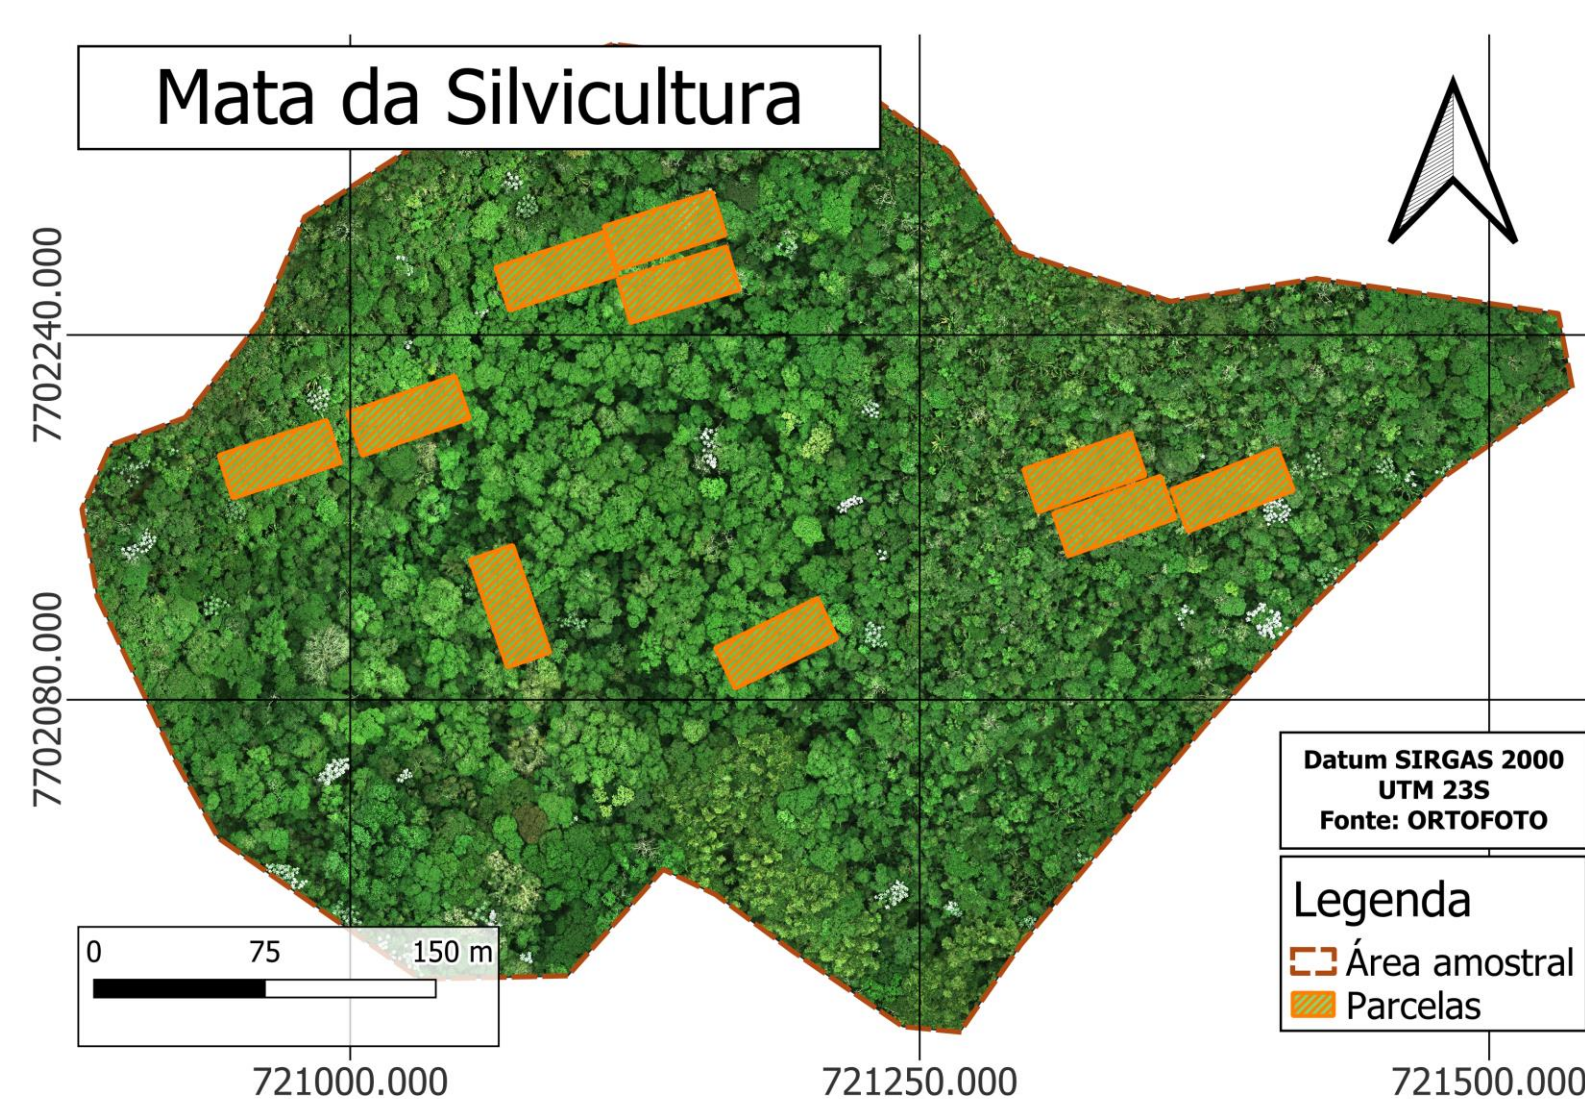 Mata da Silvicultura
7702240.000
7702080.000
Datum SIRGAS 2000
UTM 23S
Fonte: ORTOFOTO
Legenda
Área amostral
Parcelas
0 75 150 m
721000.000 721250.000 721500.000